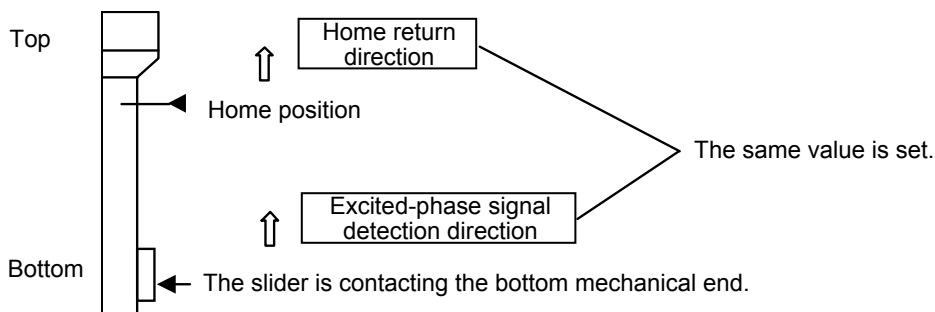 Top
Home return
direction
Home position
The same value is set.
Excited-phase signal
detection direction
Bottom
The slider is contacting the bottom mechanical end.